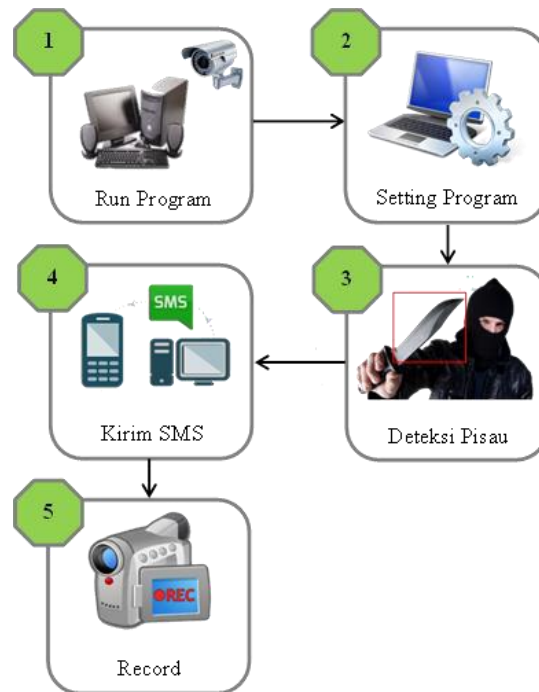 1
Run Program
2
Setting Program
3
Deteksi Pisau
4
SMS
Kirim SMS
5
REC
Record